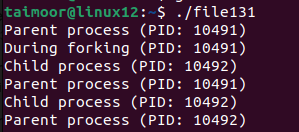 taimoor@linux12:~$ ./file131
Parent process (PID: 10491)
During forking (PID: 10491)
Child process (PID: 10492)
Parent process (PID: 10491)
Child process (PID: 10492)
Parent process (PID: 10492)